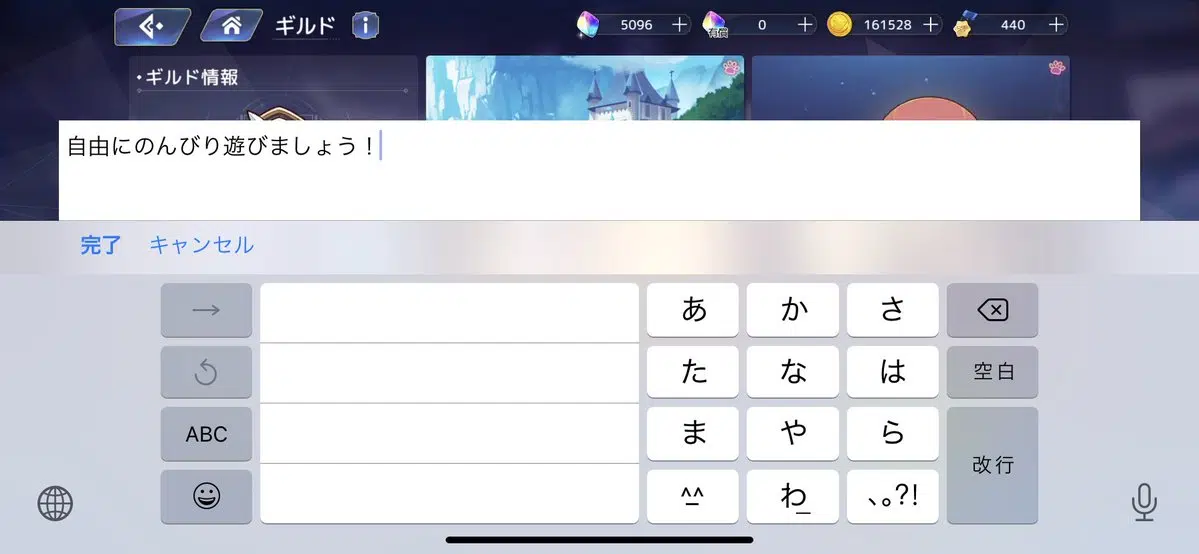 ギルド
i
5096
有償
0
161528
440
・ギルド情報
自由にのんびり遊びましょう！
完了 キャンセル
→ あ か さ
た な は 空白
ABC ま や ら 改行
^^ わ 、。?!